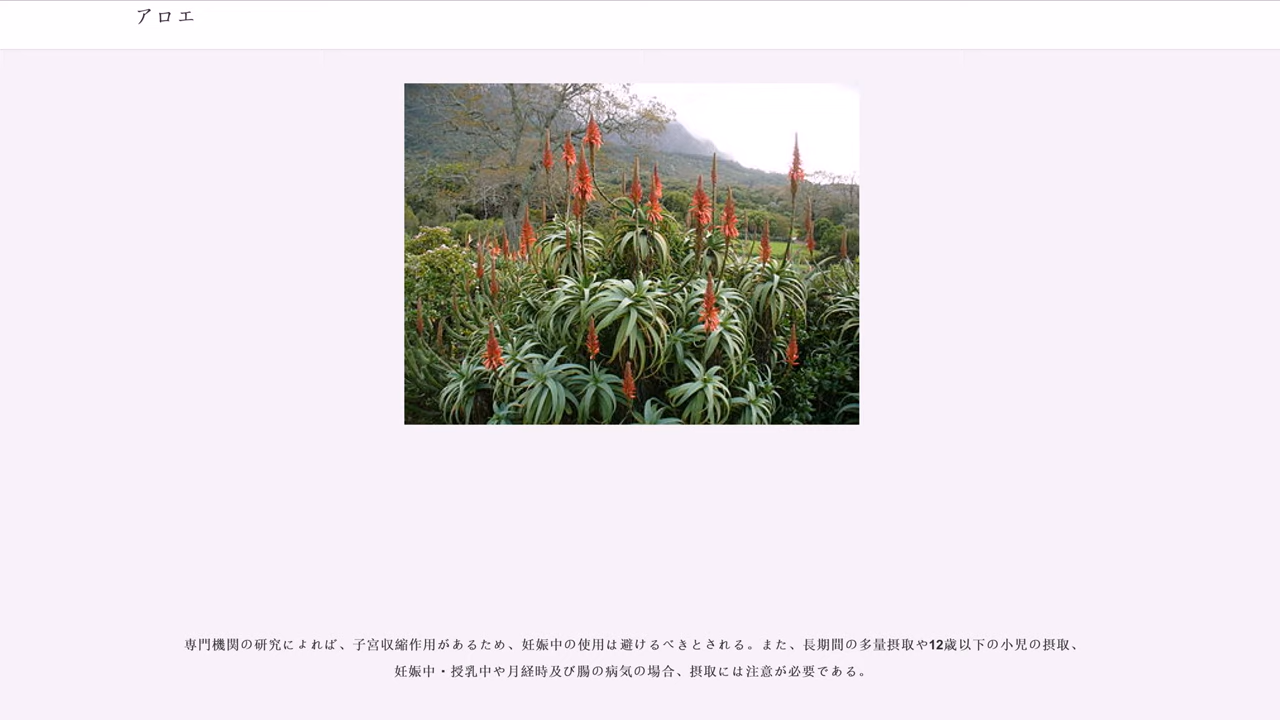 アロエ
専門機関の研究によれば、子宮収縮作用があるため、妊娠中の使用は避けるべきとされる。また、長期間の多量摂取や12歳以下の小児の摂取、
妊娠中・授乳中や月経時及び腸の病気の場合、摂取には注意が必要である。